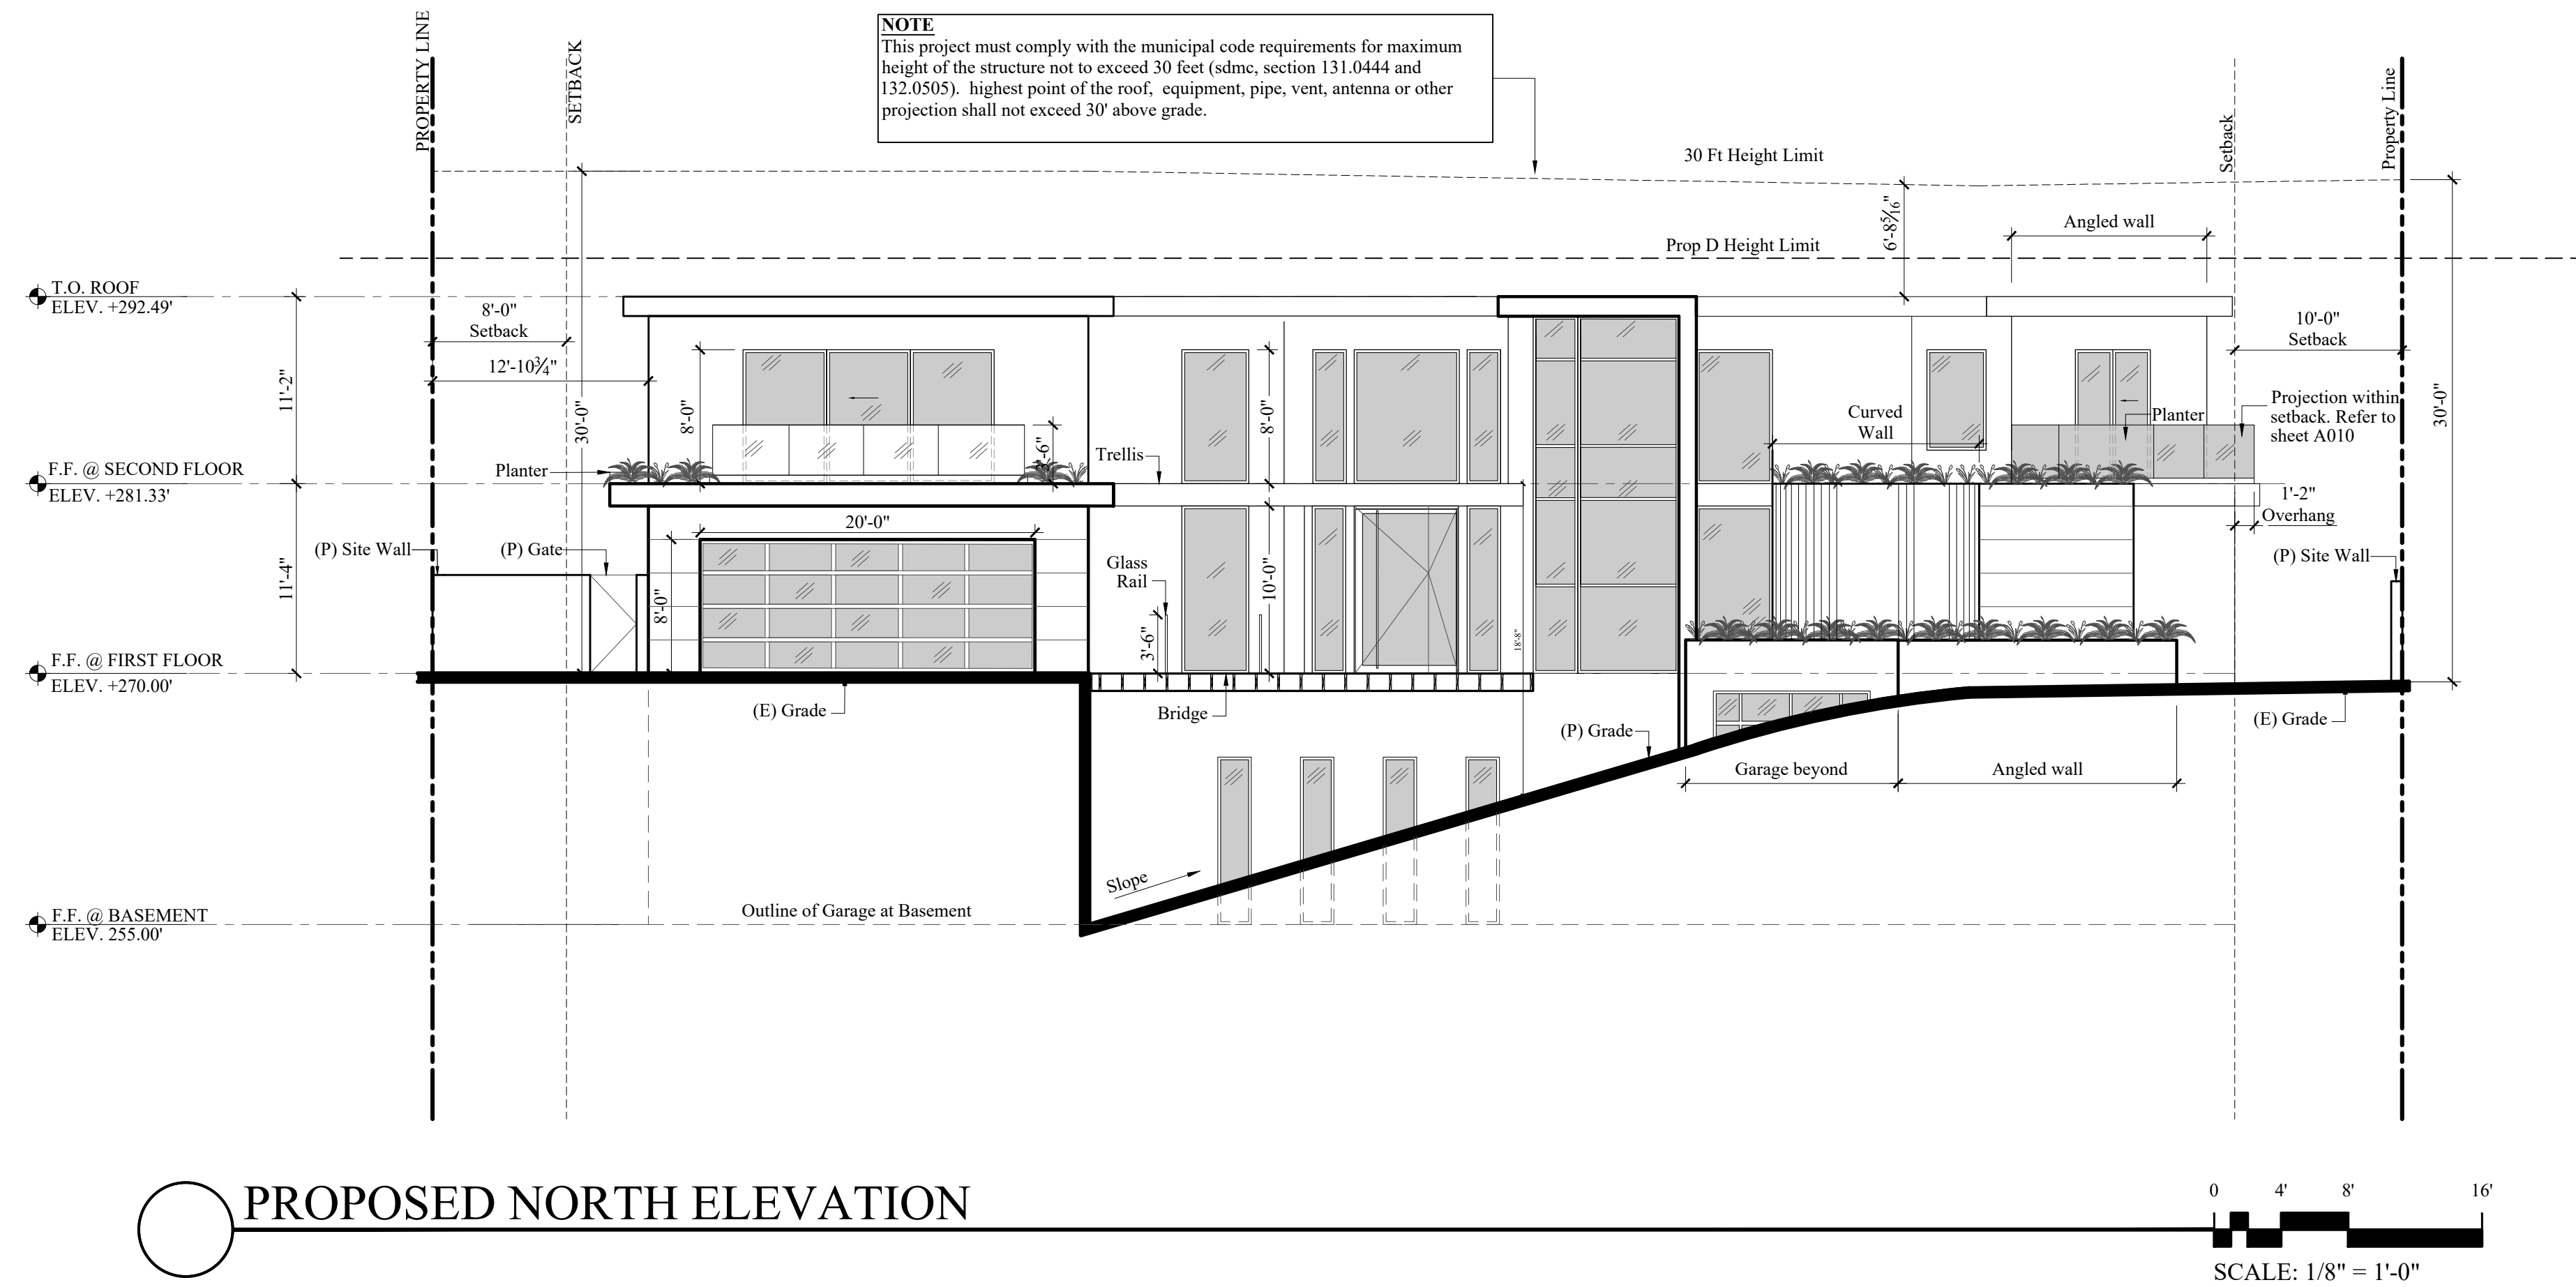 PROPERTY LINE
SETBACK
NOTE
This project must comply with the municipal code requirements for maximum
height of the structure not to exceed 30 feet (sdmc, section 131.0444 and
132.0505).  highest point of the roof,  equipment, pipe, vent, antenna or other
projection shall not exceed 30' above grade.
30 Ft Height Limit
Setback
Property Line
6'-8 5/16"
Angled wall
Prop D Height Limit
T.O. ROOF
ELEV. +292.49'
8'-0"
Setback
12'-10 3/4"
10'-0"
Setback
11'-2"
30'-0"
8'-0"
3'-6"
8'-0"
Curved
Wall
Planter
Projection within
setback. Refer to
sheet A010
30'-0"
Trellis
F.F. @ SECOND FLOOR
ELEV. +281.33'
Planter
1'-2"
Overhang
20'-0"
(P) Site Wall
(P) Gate
Glass
Rail
(P) Site Wall
11'-4"
8'-0"
10'-0"
3'-6"
18'-8"
F.F. @ FIRST FLOOR
ELEV. +270.00'
(E) Grade
Bridge
(P) Grade
(E) Grade
Garage beyond
Angled wall
Slope
F.F. @ BASEMENT
ELEV. 255.00'
Outline of Garage at Basement
PROPOSED NORTH ELEVATION
0 4' 8' 16'
SCALE: 1/8" = 1'-0"